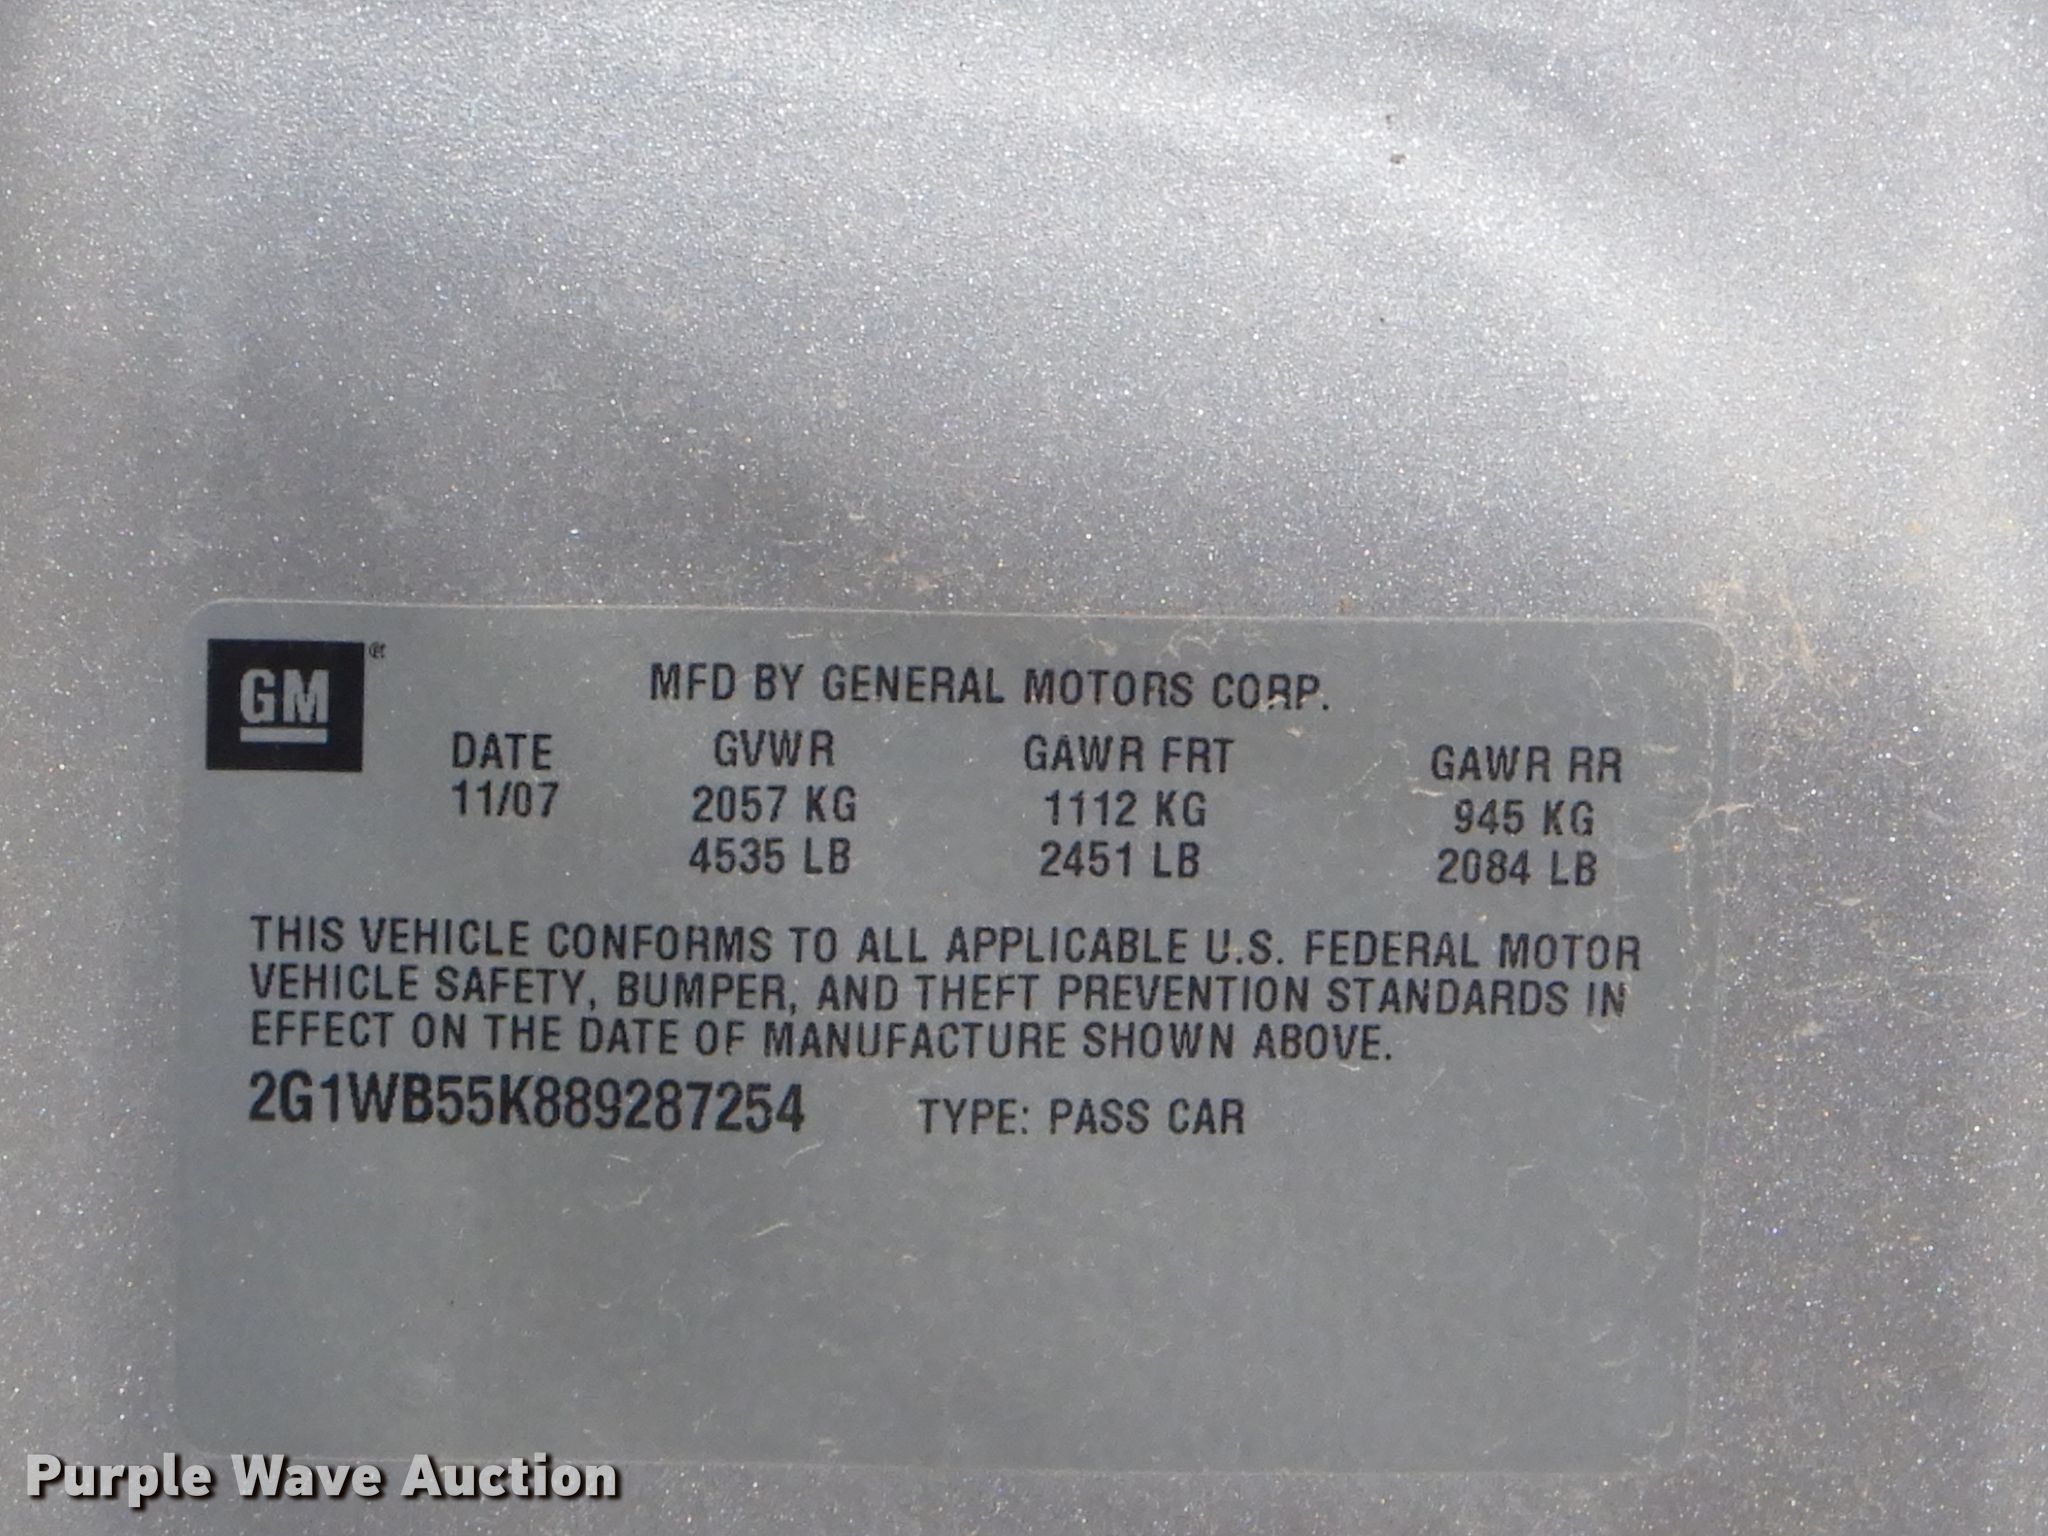 GM ®
MFD BY GENERAL MOTORS CORP.
DATE GVWR GAWR FRT GAWR RR
11/07 2057 KG 1112 KG 945 KG
4535 LB 2451 LB 2084 LB
THIS VEHICLE CONFORMS TO ALL APPLICABLE U.S. FEDERAL MOTOR
VEHICLE SAFETY, BUMPER, AND THEFT PREVENTION STANDARDS IN
EFFECT ON THE DATE OF MANUFACTURE SHOWN ABOVE.
2G1WB55K889287254 TYPE: PASS CAR
Purple Wave Auction